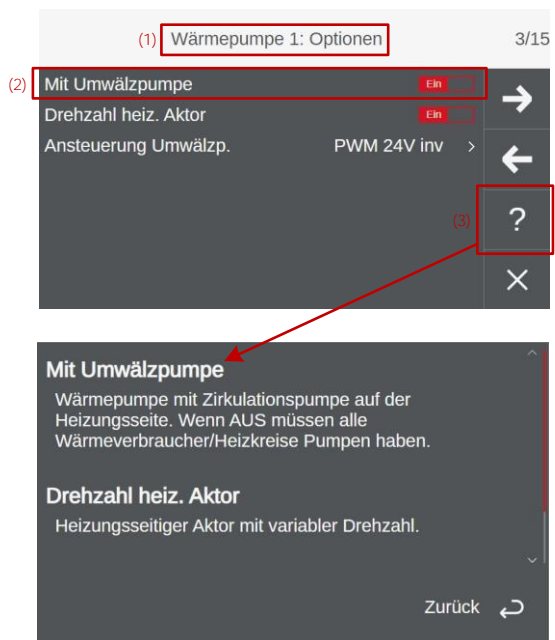 (1) Wärmepumpe 1: Optionen 3/15
(2) Mit Umwälzpumpe Ein
Drehzahl heiz. Aktor Ein
Ansteuerung Umwälzp. PWM 24V inv >
(3) ?
Mit Umwälzpumpe
Wärmepumpe mit Zirkulationspumpe auf der
Heizungsseite. Wenn AUS müssen alle
Wärmeverbraucher/Heizkreise Pumpen haben.
Drehzahl heiz. Aktor
Heizungsseitiger Aktor mit variabler Drehzahl.
Zurück